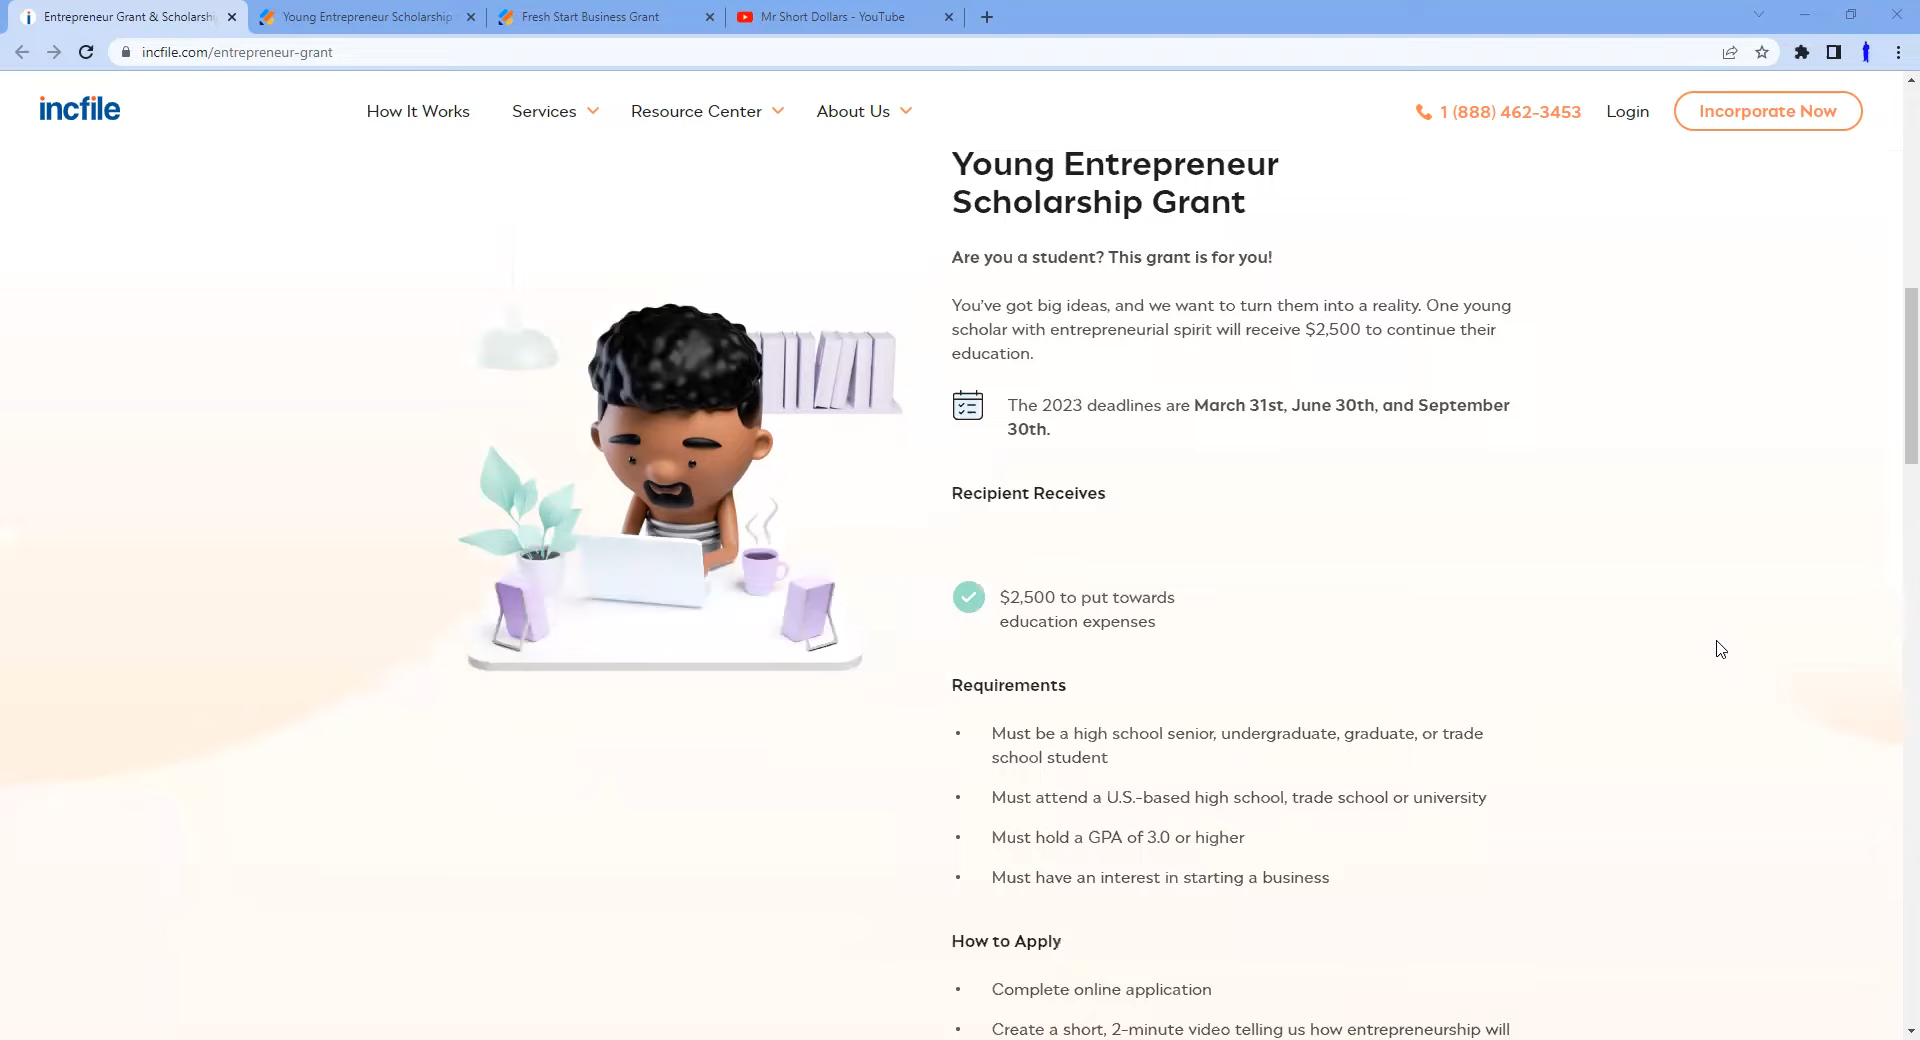 Entrepreneur Grant & Scholarshi
Young Entrepreneur Scholarship
Fresh Start Business Grant
Mr Short Dollars - YouTube
incfile.com/entrepreneur-grant
incfile
How It Works
Services
Resource Center
About Us
1 (888) 462-3453
Login
Incorporate Now
Young Entrepreneur
Scholarship Grant
Are you a student? This grant is for you!
You've got big ideas, and we want to turn them into a reality. One young
scholar with entrepreneurial spirit will receive $2,500 to continue their
education.
The 2023 deadlines are March 31st, June 30th, and September
30th.
Recipient Receives
$2,500 to put towards
education expenses
Requirements
• Must be a high school senior, undergraduate, graduate, or trade
school student
• Must attend a U.S.-based high school, trade school or university
• Must hold a GPA of 3.0 or higher
• Must have an interest in starting a business
How to Apply
• Complete online application
• Create a short, 2-minute video telling us how entrepreneurship will